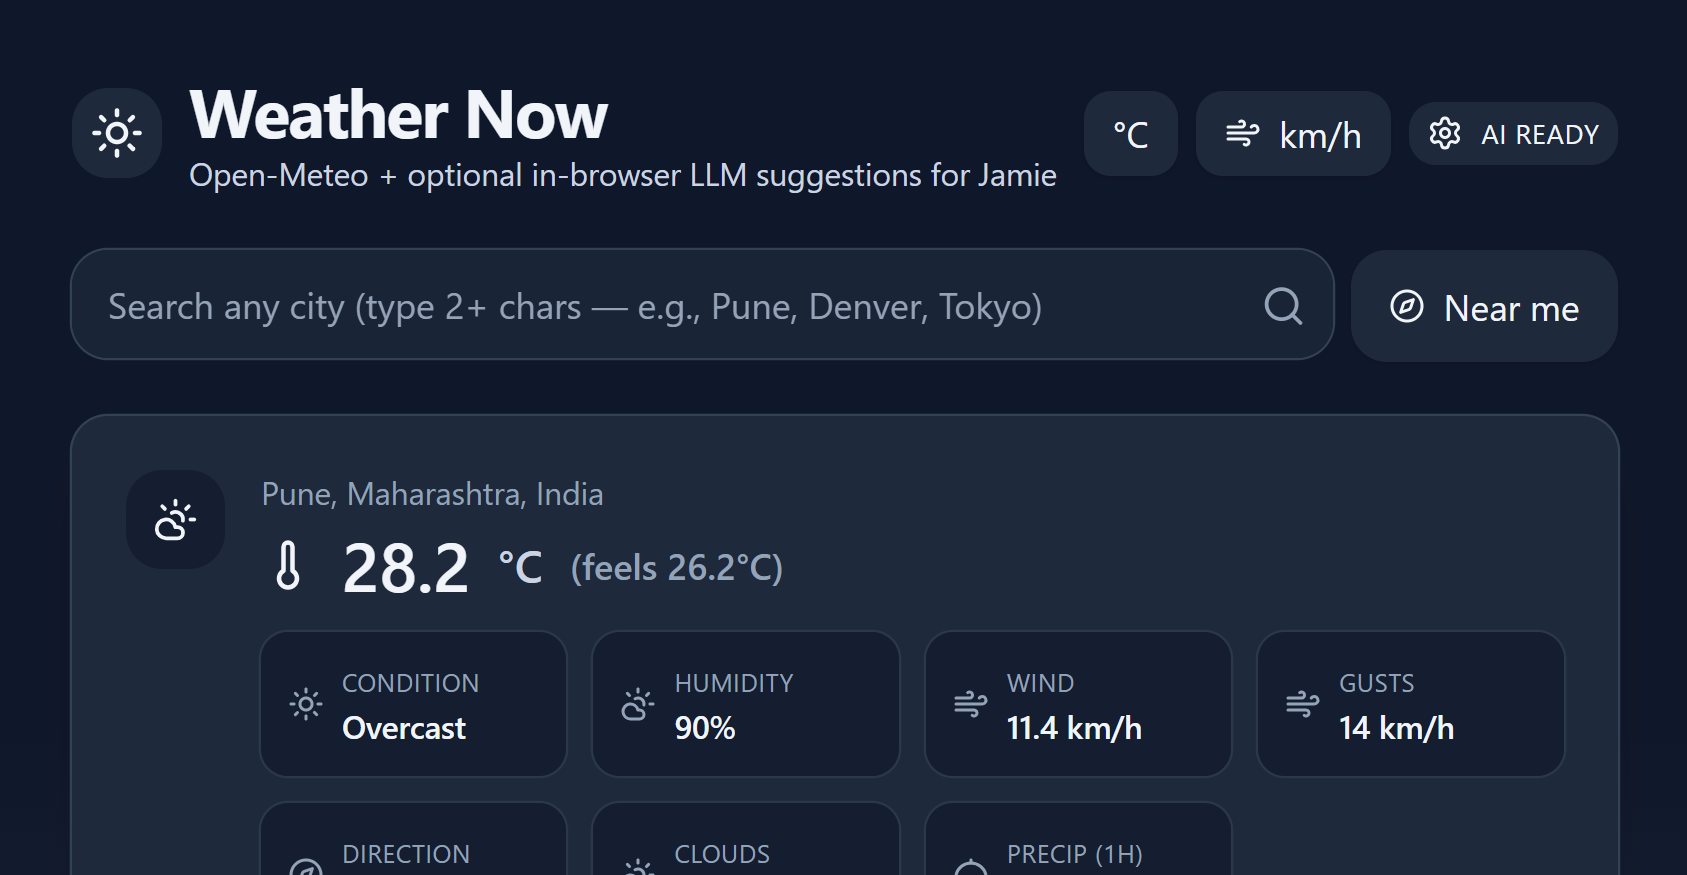 Weather Now
Open-Meteo + optional in-browser LLM suggestions for Jamie
°C
km/h
AI READY
Search any city (type 2+ chars — e.g., Pune, Denver, Tokyo)
Near me
Pune, Maharashtra, India
28.2 °C (feels 26.2°C)
CONDITION
Overcast
HUMIDITY
90%
WIND
11.4 km/h
GUSTS
14 km/h
DIRECTION
CLOUDS
PRECIP (1H)